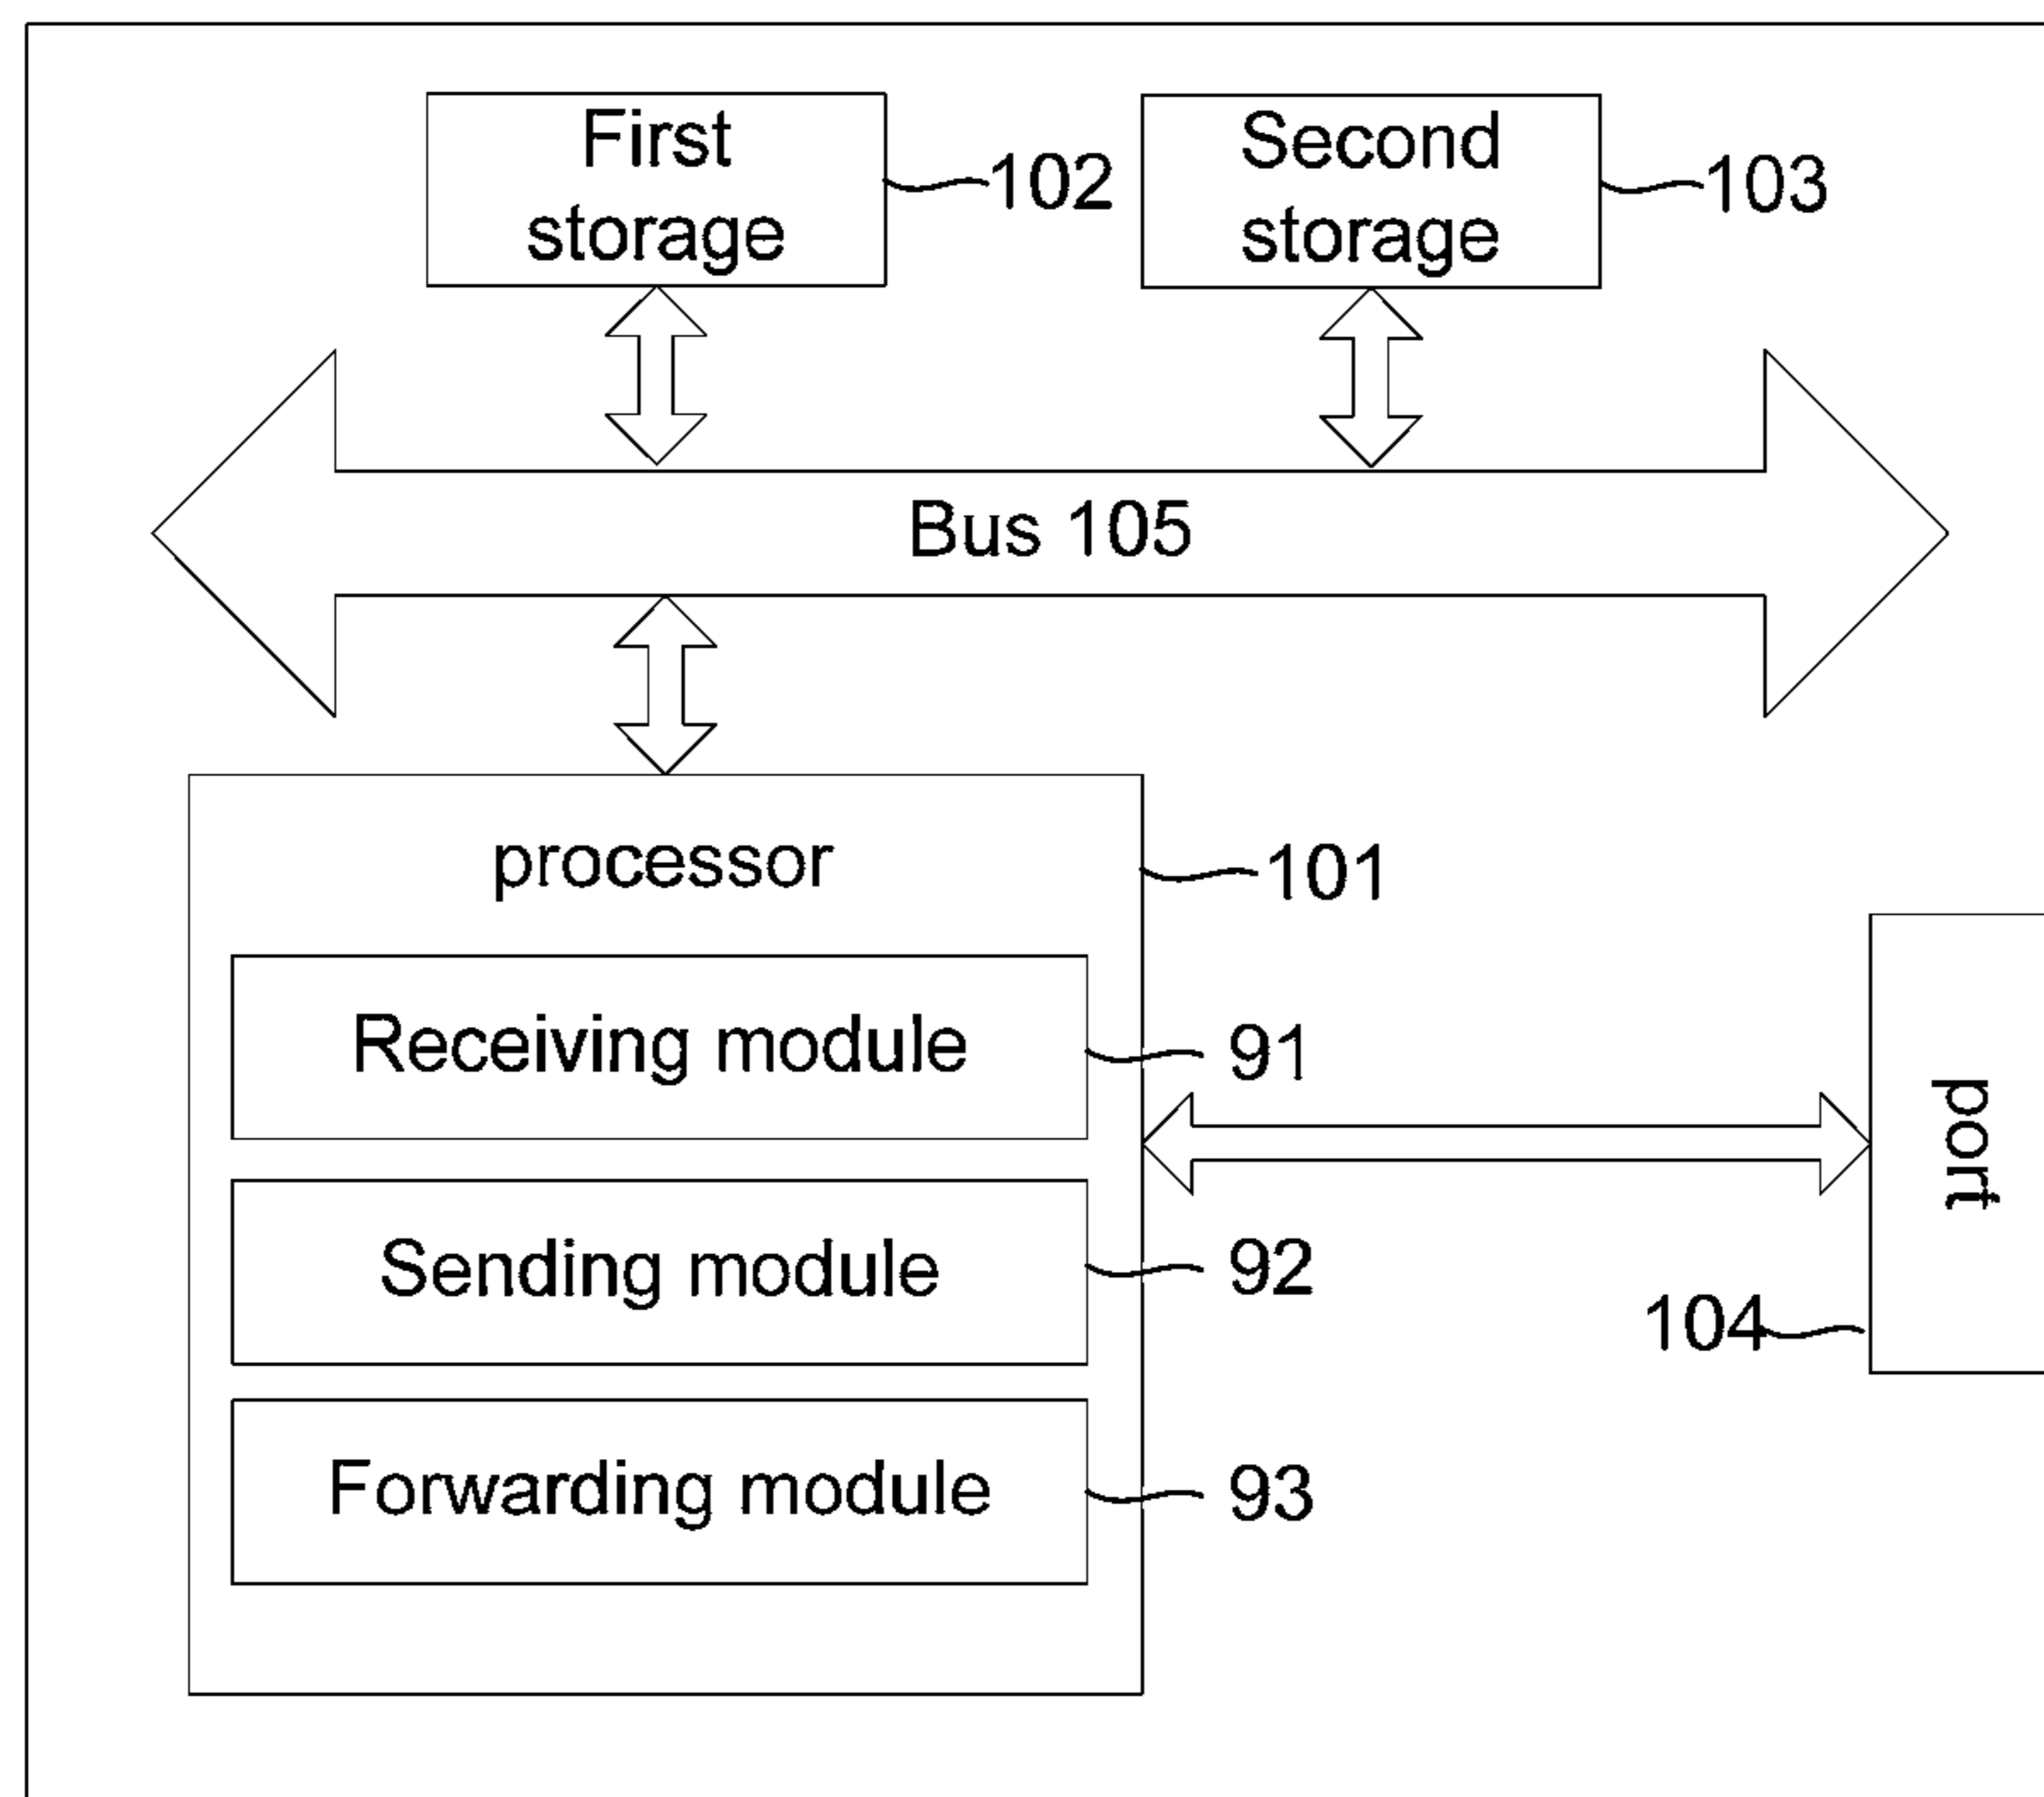 First
storage
102
Second
storage
103
Bus 105
processor
101
Receiving module
91
Sending module
92
Forwarding module
93
port
104